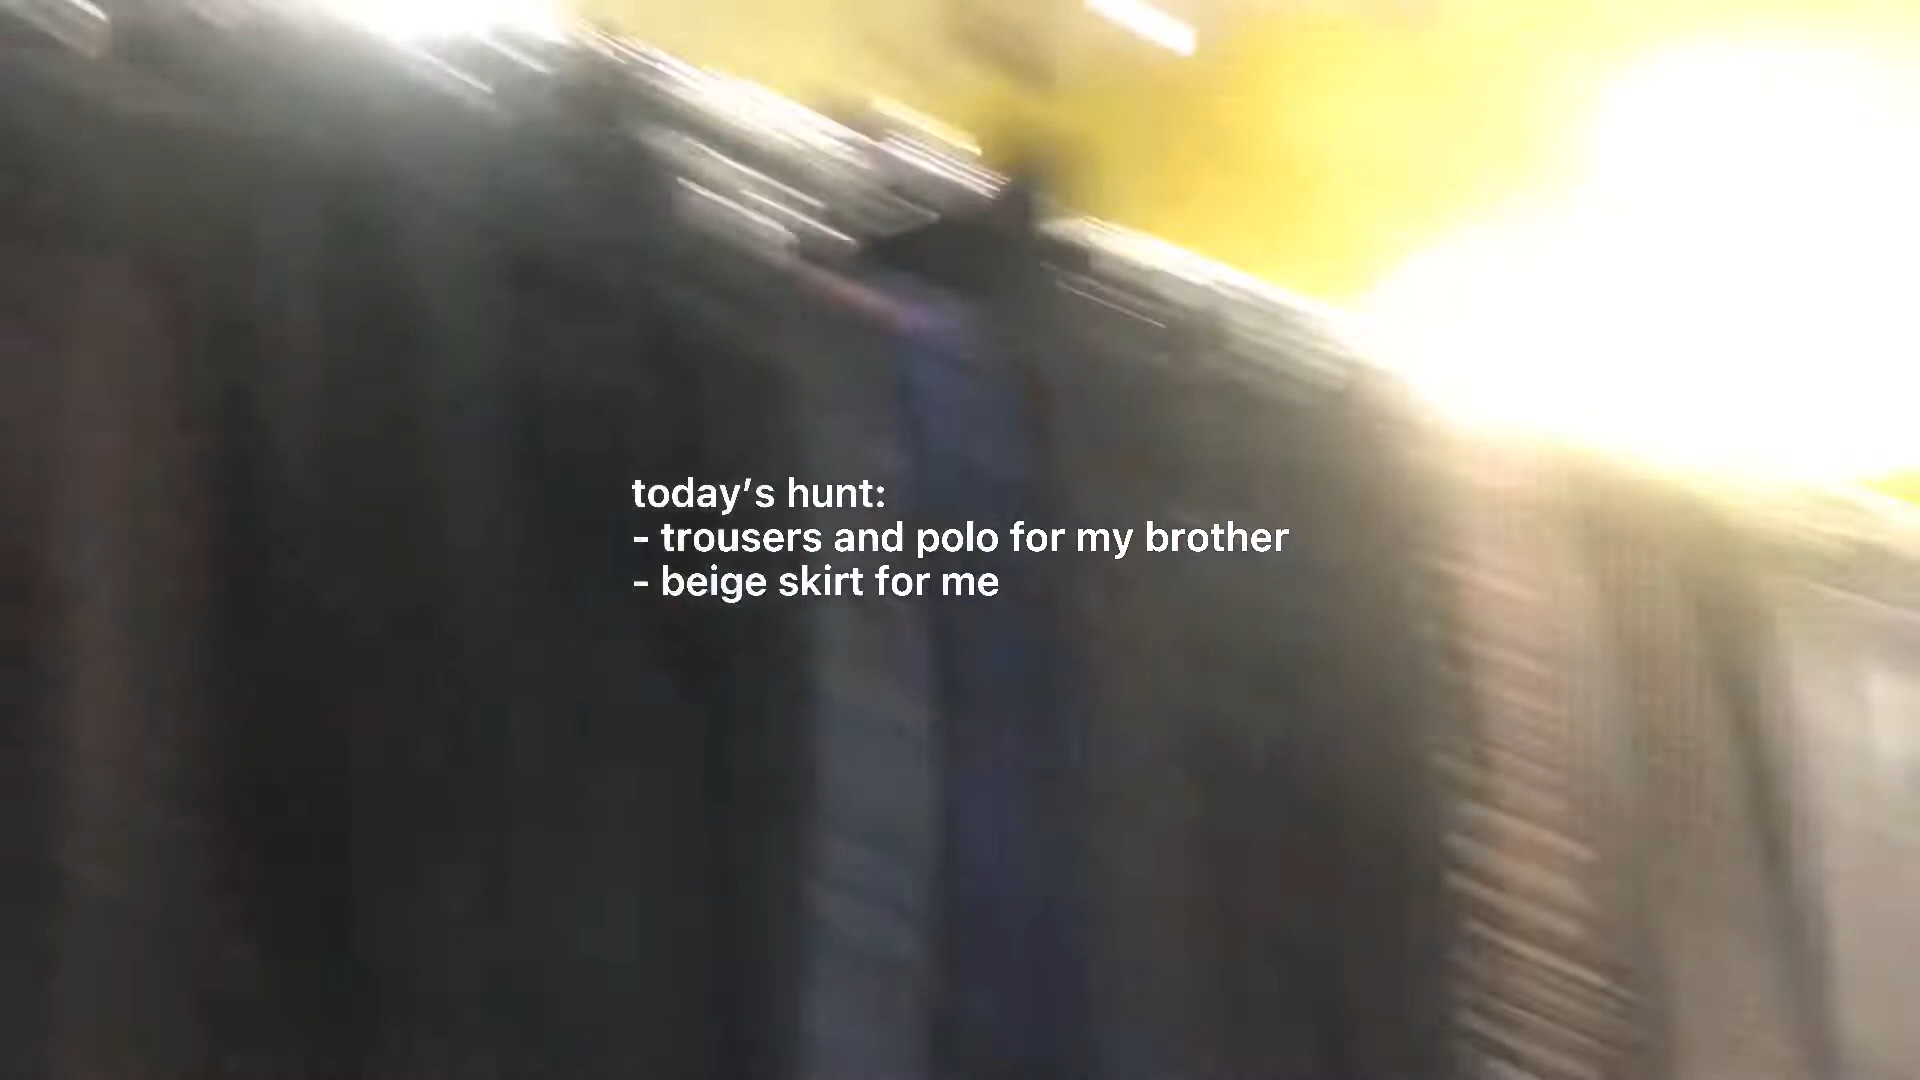 today's hunt:
- trousers and polo for my brother
- beige skirt for me